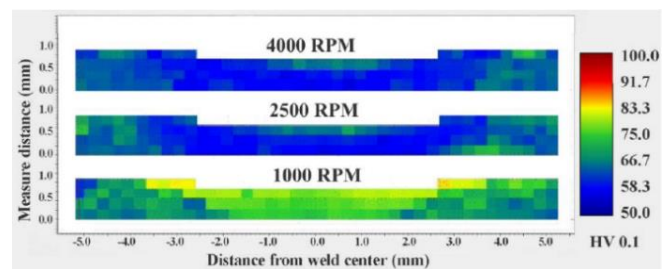 4000 RPM
1.0
0.5
0.0
2500 RPM
1.0
0.5
0.0
1000 RPM
1.0
0.5
0.0
Measure distance (mm)
-5.0 -4.0 -3.0 -2.0 -1.0 0.0 1.0 2.0 3.0 4.0 5.0
Distance from weld center (mm)
100.0
91.7
83.3
75.0
66.7
58.3
50.0
HV 0.1